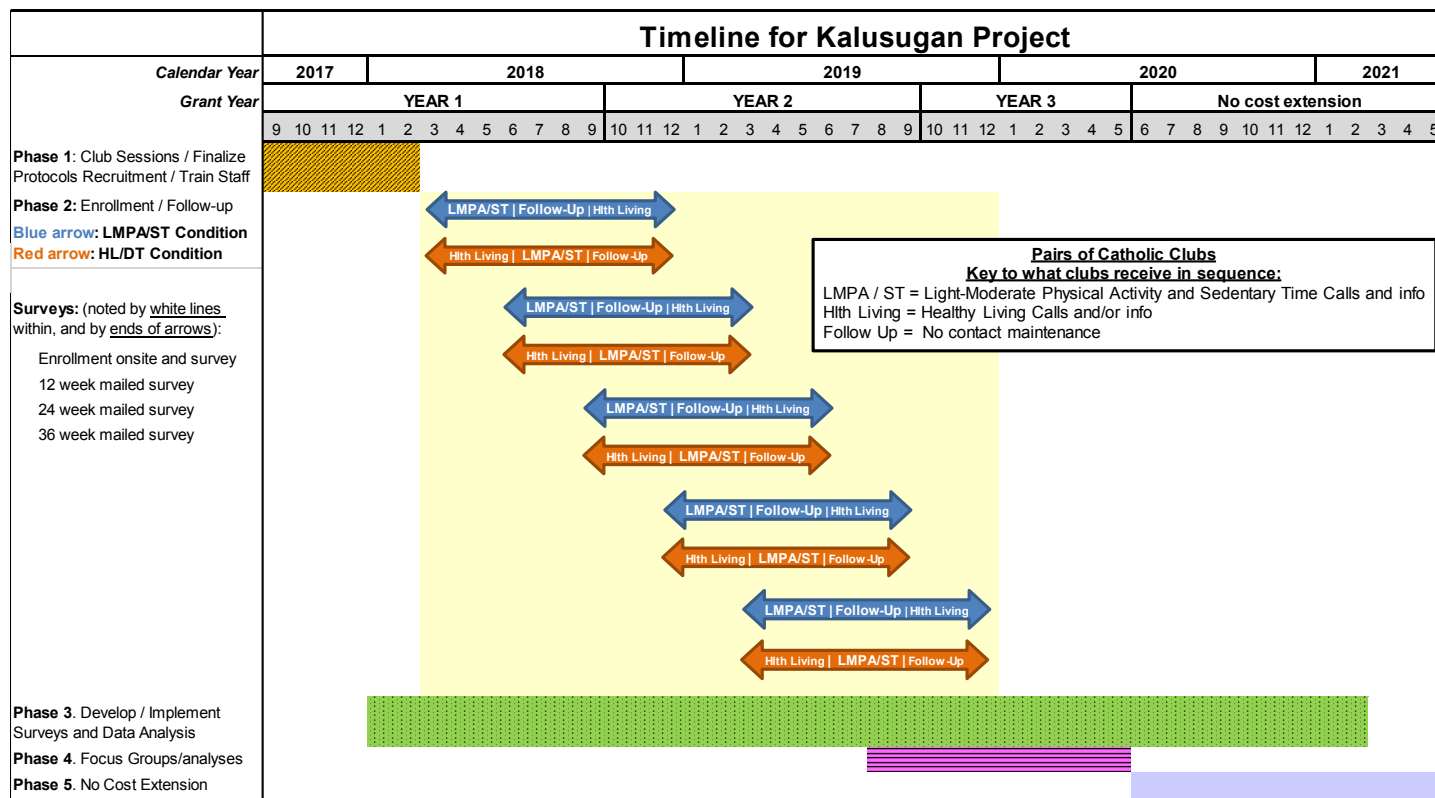 Timeline for Kalusugan Project
Calendar Year 2017 2018 2019 2020 2021
Grant Year YEAR 1 YEAR 2 YEAR 3 No cost extension
9 10 11 12 1 2 3 4 5 6 7 8 9 10 11 12 1 2 3 4 5 6 7 8 9 10 11 12 1 2 3 4 5 6 7 8 9 10 11 12 1 2 3 4 5
Phase 1: Club Sessions / Finalize
Protocols Recruitment / Train Staff
Phase 2: Enrollment / Follow-up
Blue arrow: LMPA/ST Condition
Red arrow: HL/DT Condition
LMPA/ST | Follow-Up | Hlth Living
Hlth Living | LMPA/ST | Follow-Up
LMPA/ST | Follow-Up | Hlth Living
Hlth Living | LMPA/ST | Follow-Up
LMPA/ST | Follow-Up | Hlth Living
Hlth Living | LMPA/ST | Follow-Up
LMPA/ST | Follow-Up | Hlth Living
Hlth Living | LMPA/ST | Follow-Up
LMPA/ST | Follow-Up | Hlth Living
Hlth Living | LMPA/ST | Follow-Up
Pairs of Catholic Clubs
Key to what clubs receive in sequence:
LMPA / ST = Light-Moderate Physical Activity and Sedentary Time Calls and info
Hlth Living = Healthy Living Calls and/or info
Follow Up = No contact maintenance
Surveys: (noted by white lines
within, and by ends of arrows):
Enrollment onsite and survey
12 week mailed survey
24 week mailed survey
36 week mailed survey
Phase 3. Develop / Implement
Surveys and Data Analysis
Phase 4. Focus Groups/analyses
Phase 5. No Cost Extension